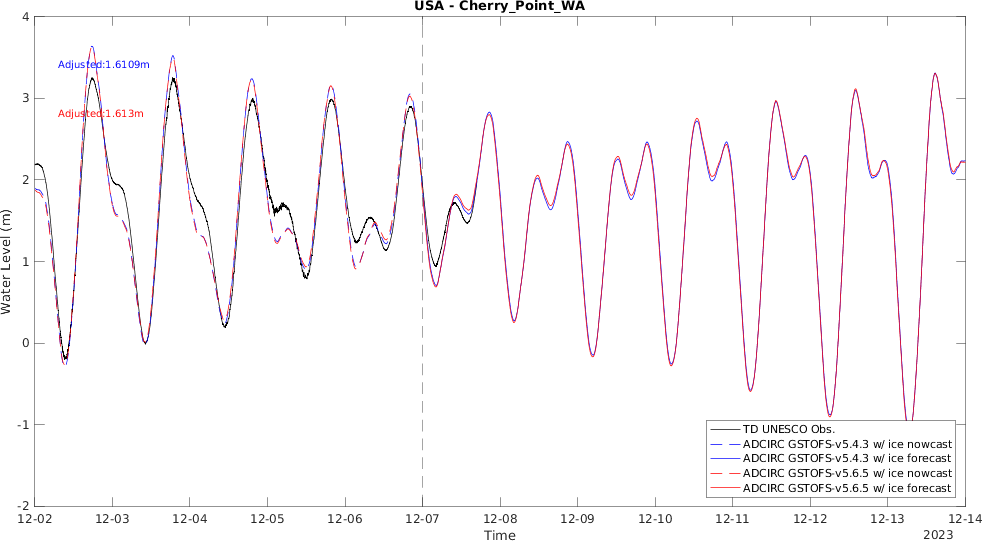 USA - Cherry_Point_WA
4
3
2
1
0
-1
-2
Water Level (m)
Adjusted:1.6109m
Adjusted:1.613m
TD UNESCO Obs.
ADCIRC GSTOFS-v5.4.3 w/ ice nowcast
ADCIRC GSTOFS-v5.4.3 w/ ice forecast
ADCIRC GSTOFS-v5.6.5 w/ ice nowcast
ADCIRC GSTOFS-v5.6.5 w/ ice forecast
12-02 12-03 12-04 12-05 12-06 12-07 12-08 12-09 12-10 12-11 12-12 12-13 12-14
Time
2023